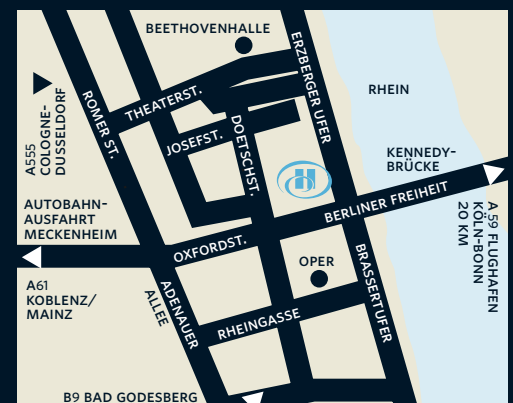 BEETHOVENHALLE
ERZBERGER UFER
RHEIN
RÖMER ST.
THEATERST.
A555
COLOGNE-
DUSSELDORF
JOSEFST.
DOETSCHST.
KENNEDY-
BRÜCKE
AUTOBAHN-
AUSFAHRT
MECKENHEIM
BERLINER FREIHEIT
A 59 FLUGHAFEN
KÖLN-BONN
20 KM
OXFORDST.
OPER
A61
KOBLENZ/
MAINZ
ADENAUER
ALLEE
RHEINGASSE
BRASSERTUFER
B9 BAD GODESBERG